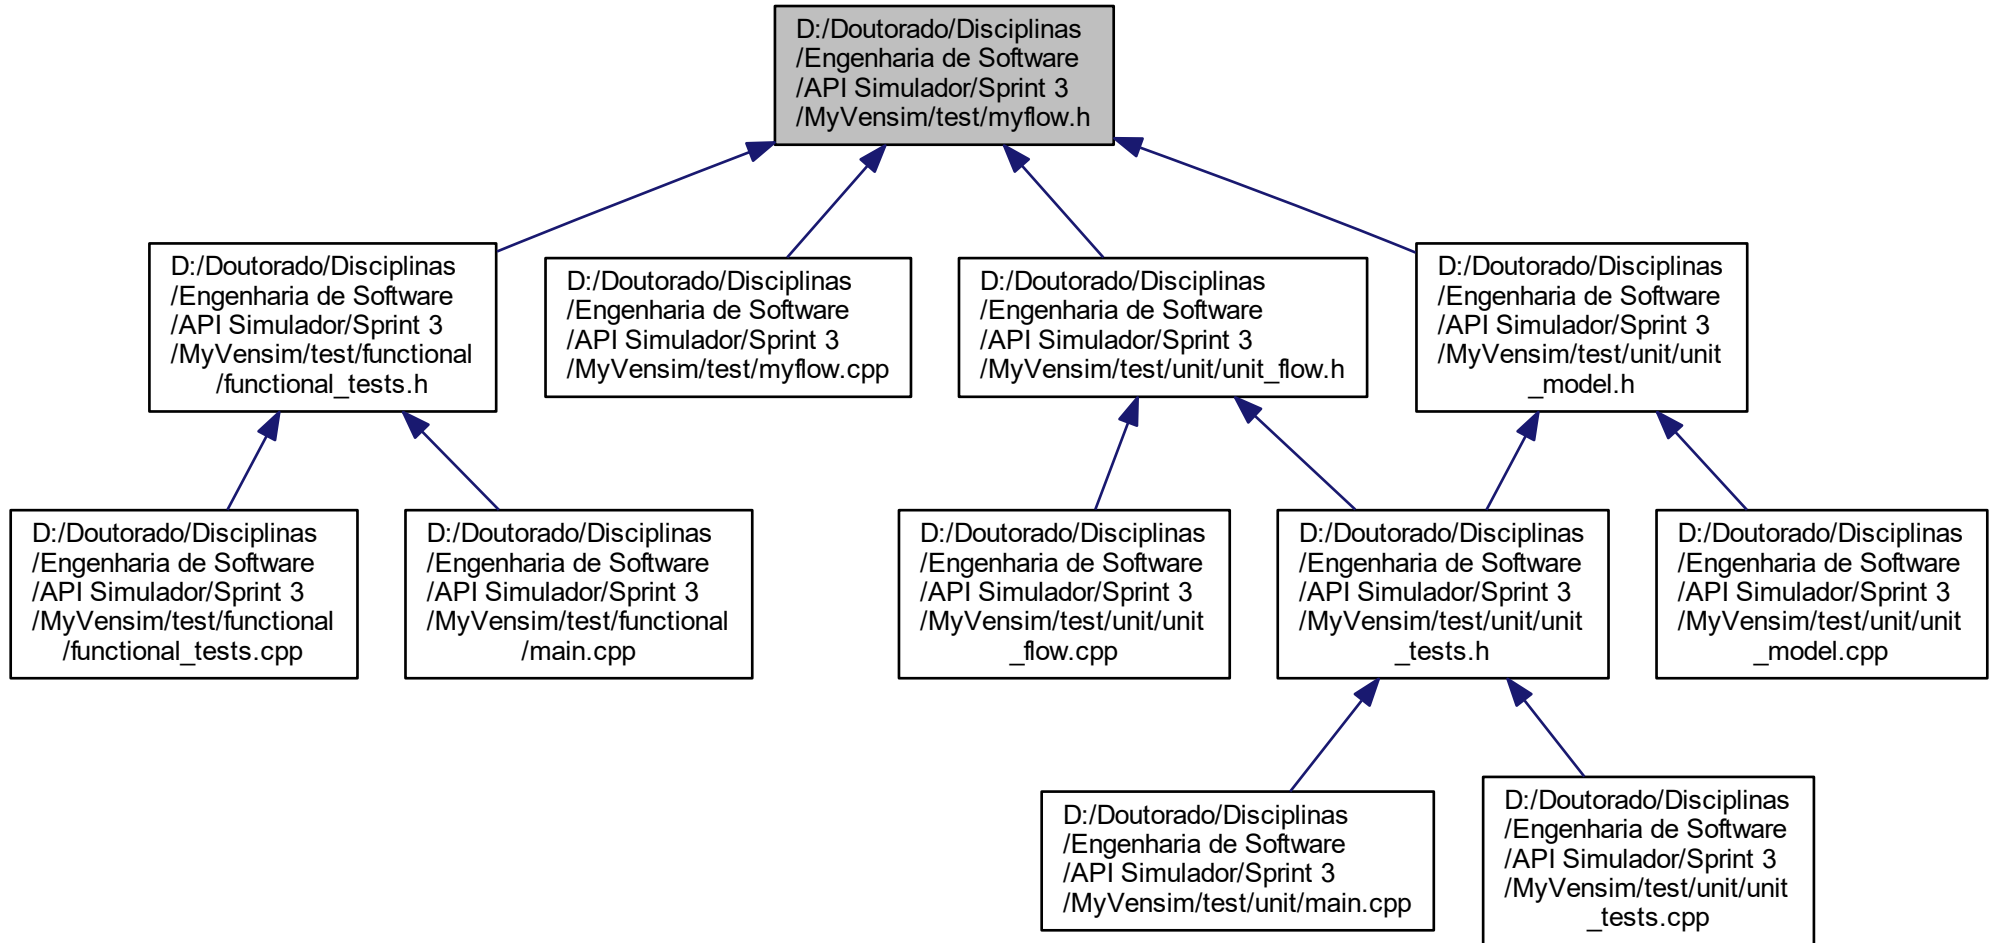 D:/Doutorado/Disciplinas
/Engenharia de Software
/API Simulador/Sprint 3
/MyVensim/test/myflow.h
D:/Doutorado/Disciplinas
/Engenharia de Software
/API Simulador/Sprint 3
/MyVensim/test/functional
/functional_tests.h
D:/Doutorado/Disciplinas
/Engenharia de Software
/API Simulador/Sprint 3
/MyVensim/test/myflow.cpp
D:/Doutorado/Disciplinas
/Engenharia de Software
/API Simulador/Sprint 3
/MyVensim/test/unit/unit_flow.h
D:/Doutorado/Disciplinas
/Engenharia de Software
/API Simulador/Sprint 3
/MyVensim/test/unit/unit
_model.h
D:/Doutorado/Disciplinas
/Engenharia de Software
/API Simulador/Sprint 3
/MyVensim/test/functional
/functional_tests.cpp
D:/Doutorado/Disciplinas
/Engenharia de Software
/API Simulador/Sprint 3
/MyVensim/test/functional
/main.cpp
D:/Doutorado/Disciplinas
/Engenharia de Software
/API Simulador/Sprint 3
/MyVensim/test/unit/unit
_flow.cpp
D:/Doutorado/Disciplinas
/Engenharia de Software
/API Simulador/Sprint 3
/MyVensim/test/unit/unit
_tests.h
D:/Doutorado/Disciplinas
/Engenharia de Software
/API Simulador/Sprint 3
/MyVensim/test/unit/unit
_model.cpp
D:/Doutorado/Disciplinas
/Engenharia de Software
/API Simulador/Sprint 3
/MyVensim/test/unit/main.cpp
D:/Doutorado/Disciplinas
/Engenharia de Software
/API Simulador/Sprint 3
/MyVensim/test/unit/unit
_tests.cpp